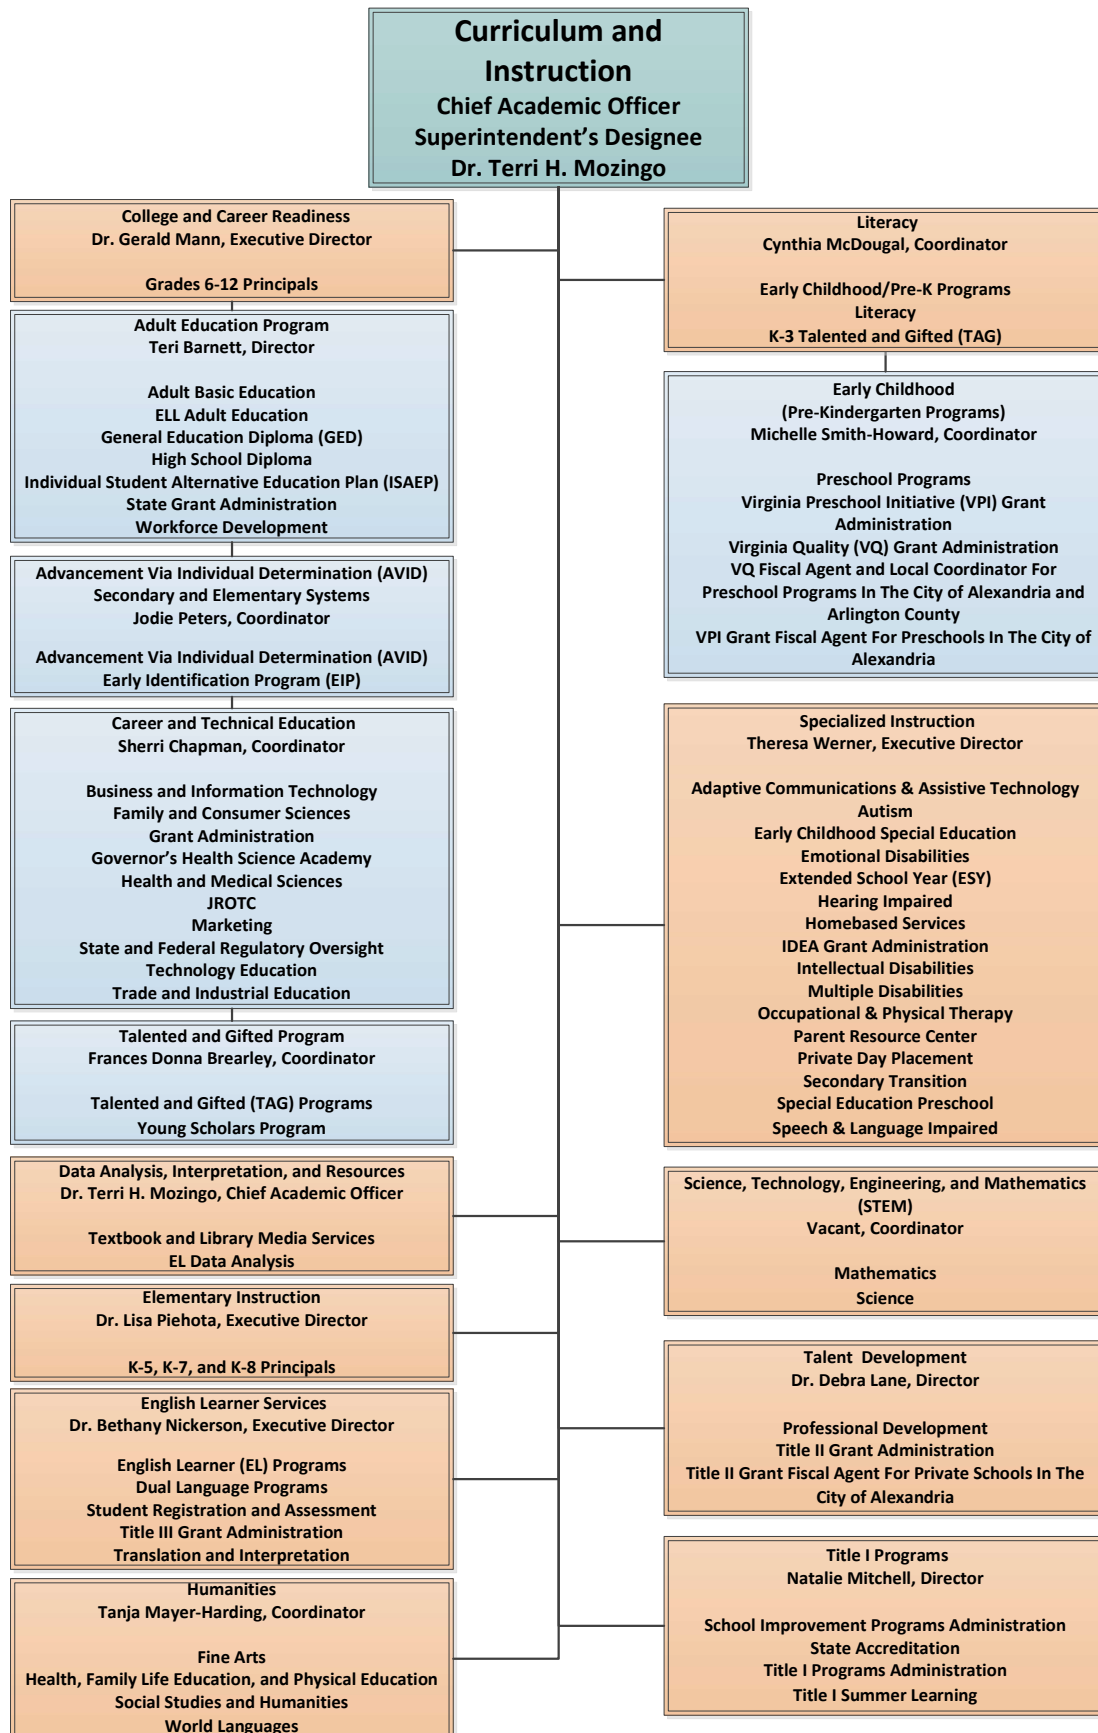 Curriculum and
Instruction
Chief Academic Officer
Superintendent’s Designee
Dr. Terri H. Mozingo
College and Career Readiness
Dr. Gerald Mann, Executive Director
Grades 6-12 Principals
Adult Education Program
Teri Barnett, Director
Adult Basic Education
ELL Adult Education
General Education Diploma (GED)
High School Diploma
Individual Student Alternative Education Plan (ISAEP)
State Grant Administration
Workforce Development
Advancement Via Individual Determination (AVID)
Secondary and Elementary Systems
Jodie Peters, Coordinator
Advancement Via Individual Determination (AVID)
Early Identification Program (EIP)
Career and Technical Education
Sherri Chapman, Coordinator
Business and Information Technology
Family and Consumer Sciences
Grant Administration
Governor’s Health Science Academy
Health and Medical Sciences
JROTC
Marketing
State and Federal Regulatory Oversight
Technology Education
Trade and Industrial Education
Talented and Gifted Program
Frances Donna Brearley, Coordinator
Talented and Gifted (TAG) Programs
Young Scholars Program
Data Analysis, Interpretation, and Resources
Dr. Terri H. Mozingo, Chief Academic Officer
Textbook and Library Media Services
EL Data Analysis
Elementary Instruction
Dr. Lisa Piehota, Executive Director
K-5, K-7, and K-8 Principals
English Learner Services
Dr. Bethany Nickerson, Executive Director
English Learner (EL) Programs
Dual Language Programs
Student Registration and Assessment
Title III Grant Administration
Translation and Interpretation
Humanities
Tanja Mayer-Harding, Coordinator
Fine Arts
Health, Family Life Education, and Physical Education
Social Studies and Humanities
World Languages
Literacy
Cynthia McDougal, Coordinator
Early Childhood/Pre-K Programs
Literacy
K-3 Talented and Gifted (TAG)
Early Childhood
(Pre-Kindergarten Programs)
Michelle Smith-Howard, Coordinator
Preschool Programs
Virginia Preschool Initiative (VPI) Grant
Administration
Virginia Quality (VQ) Grant Administration
VQ Fiscal Agent and Local Coordinator For
Preschool Programs In The City of Alexandria and
Arlington County
VPI Grant Fiscal Agent For Preschools In The City of
Alexandria
Specialized Instruction
Theresa Werner, Executive Director
Adaptive Communications & Assistive Technology
Autism
Early Childhood Special Education
Emotional Disabilities
Extended School Year (ESY)
Hearing Impaired
Homebased Services
IDEA Grant Administration
Intellectual Disabilities
Multiple Disabilities
Occupational & Physical Therapy
Parent Resource Center
Private Day Placement
Secondary Transition
Special Education Preschool
Speech & Language Impaired
Science, Technology, Engineering, and Mathematics
(STEM)
Vacant, Coordinator
Mathematics
Science
Talent Development
Dr. Debra Lane, Director
Professional Development
Title II Grant Administration
Title II Grant Fiscal Agent For Private Schools In The
City of Alexandria
Title I Programs
Natalie Mitchell, Director
School Improvement Programs Administration
State Accreditation
Title I Programs Administration
Title I Summer Learning